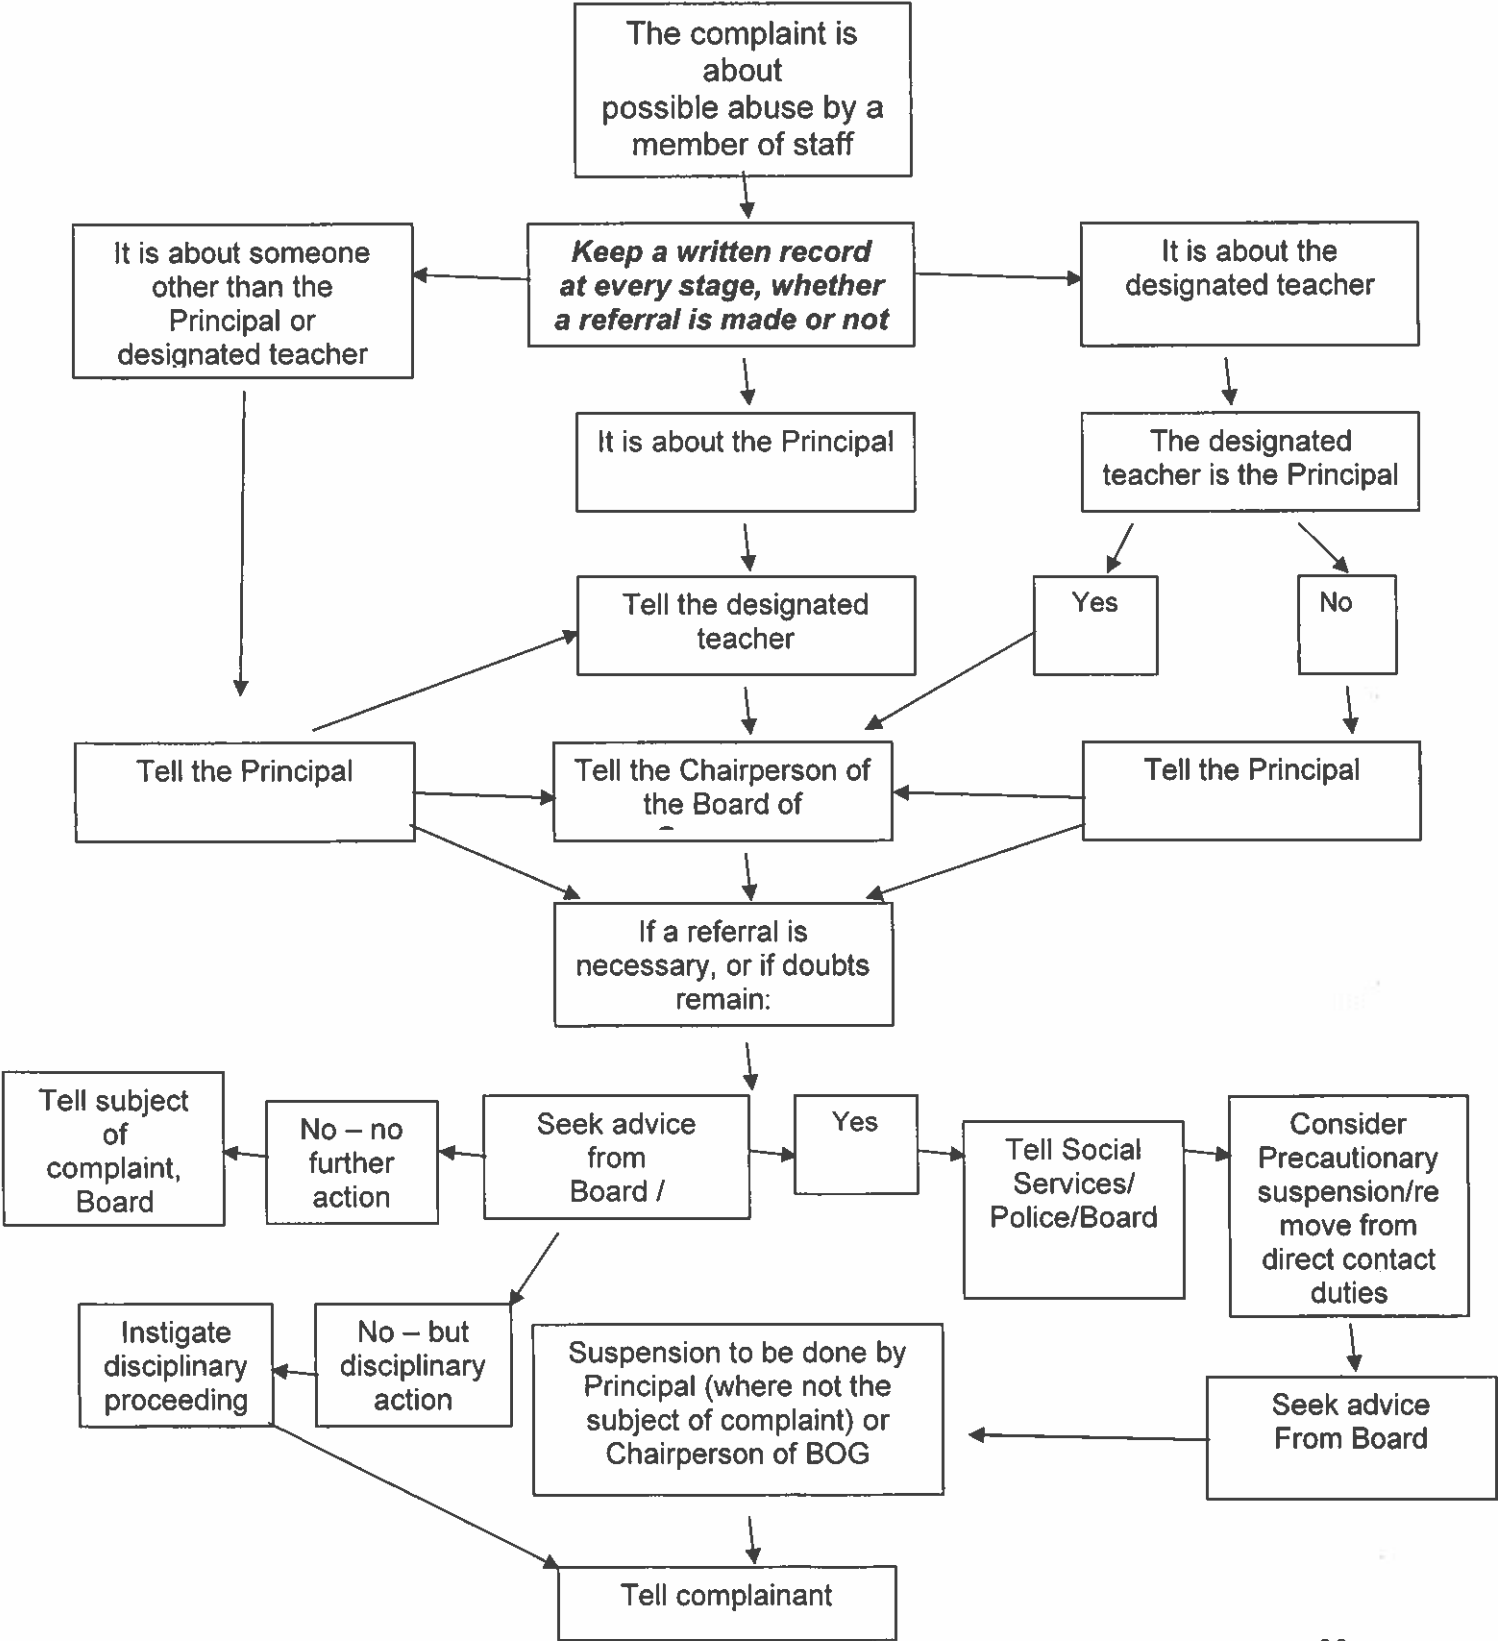 The complaint is
about
possible abuse by a
member of staff
It is about someone
other than the
Principal or
designated teacher
Keep a written record
at every stage, whether
a referral is made or not
It is about the
designated teacher
It is about the Principal
The designated
teacher is the Principal
Tell the designated
teacher
Yes
No
Tell the Principal
Tell the Chairperson of
the Board of
Tell the Principal
If a referral is
necessary, or if doubts
remain:
Tell subject
of
complaint,
Board
No – no
further
action
Seek advice
from
Board /
Yes
Tell Social
Services/
Police/Board
Consider
Precautionary
suspension/re
move from
direct contact
duties
Instigate
disciplinary
proceeding
No – but
disciplinary
action
Suspension to be done by
Principal (where not the
subject of complaint) or
Chairperson of BOG
Seek advice
From Board
Tell complainant